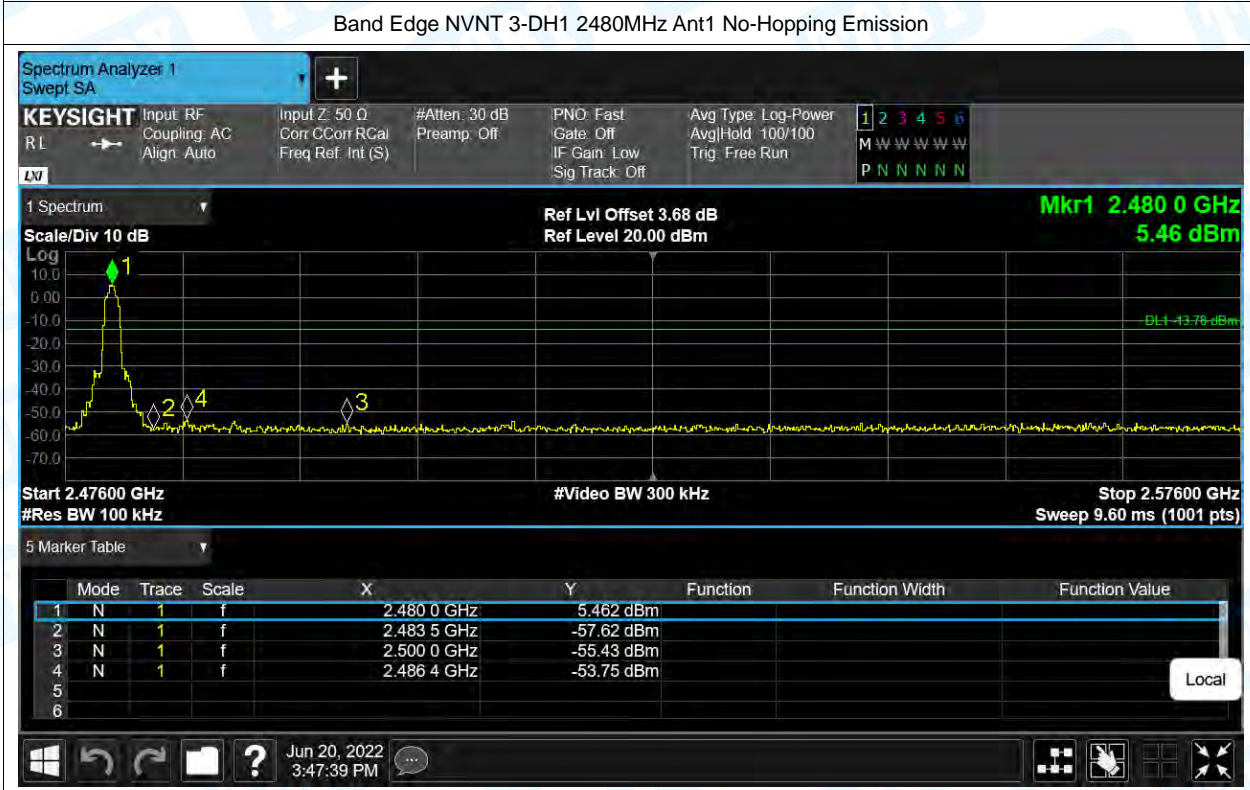 Band Edge NVNT 3-DH1 2480MHz Ant1 No-Hopping Emission
Spectrum Analyzer 1
Swept SA
+
KEYSIGHT
RL
LXI
Input: RF
Coupling: AC
Align: Auto
Input Z: 50 Ω
Corr CCorr RCal
Freq Ref: Int (S)
#Atten: 30 dB
Preamp: Off
PNO: Fast
Gate: Off
IF Gain: Low
Sig Track: Off
Avg Type: Log-Power
Avg|Hold: 100/100
Trig: Free Run
1 2 3 4 5 6
M W W W W W
P N N N N N
1 Spectrum
Scale/Div 10 dB
Ref Lvl Offset 3.68 dB
Ref Level 20.00 dBm
Mkr1 2.480 0 GHz
5.46 dBm
Log
10.0
0.00
-10.0
-20.0
-30.0
-40.0
-50.0
-60.0
-70.0
1
2
4
3
DL1 -13.78 dBm
Start 2.47600 GHz
#Res BW 100 kHz
#Video BW 300 kHz
Stop 2.57600 GHz
Sweep 9.60 ms (1001 pts)
5 Marker Table
Mode Trace Scale X Y Function Function Width Function Value
1 N 1 f 2.480 0 GHz 5.462 dBm
2 N 1 f 2.483 5 GHz -57.62 dBm
3 N 1 f 2.500 0 GHz -55.43 dBm
4 N 1 f 2.486 4 GHz -53.75 dBm
5
6
Local
?
Jun 20, 2022
3:47:39 PM